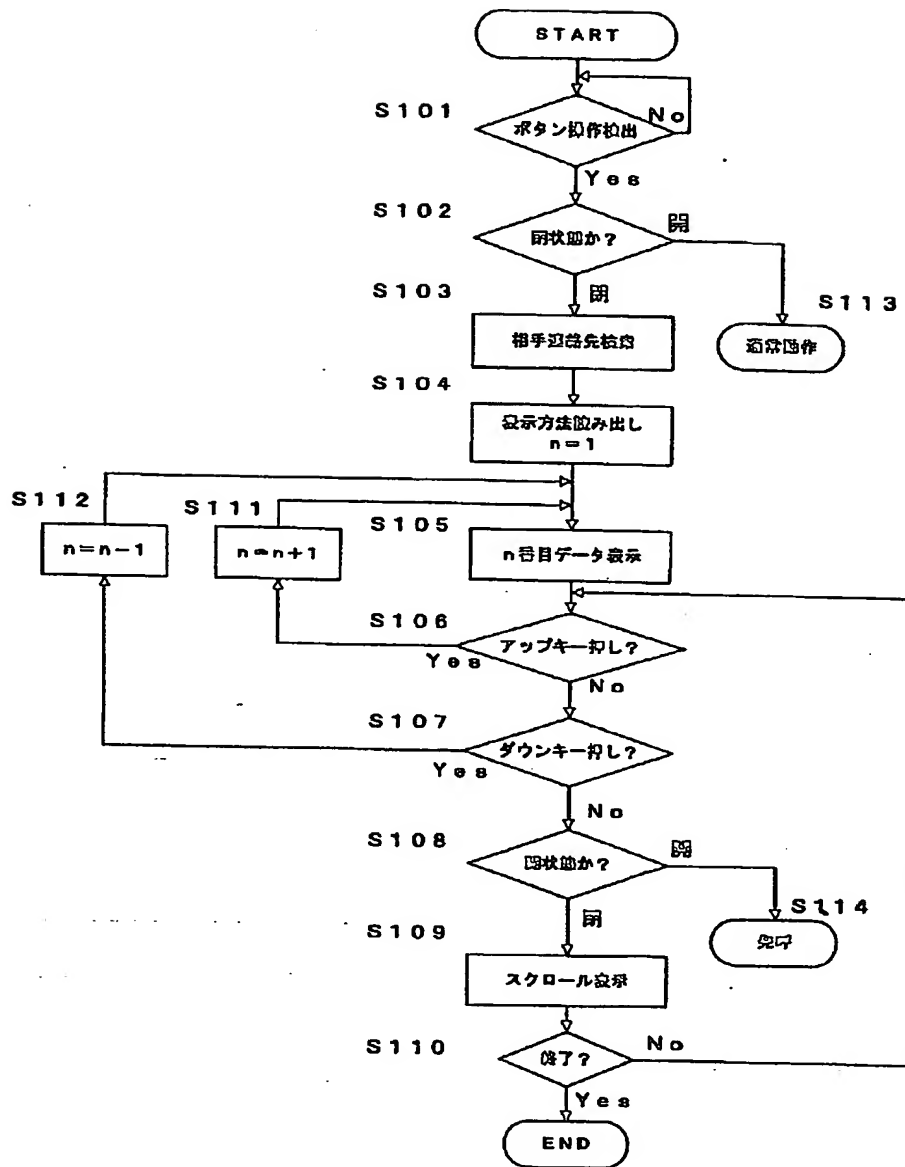 START
S101
ボタン操作検出
No
Yes
S102
閉状態か?
開
S103
閉
S113
相手連絡先検索
通常動作
S104
表示方法読み出し
n=1
S112
S111
S105
n=n-1
n=n+1
n番目データ表示
S106
アップキー押し?
Yes
No
S107
ダウンキー押し?
Yes
No
S108
閉状態か?
開
S114
閉
S109
スクロール表示
S110
終了?
No
Yes
END